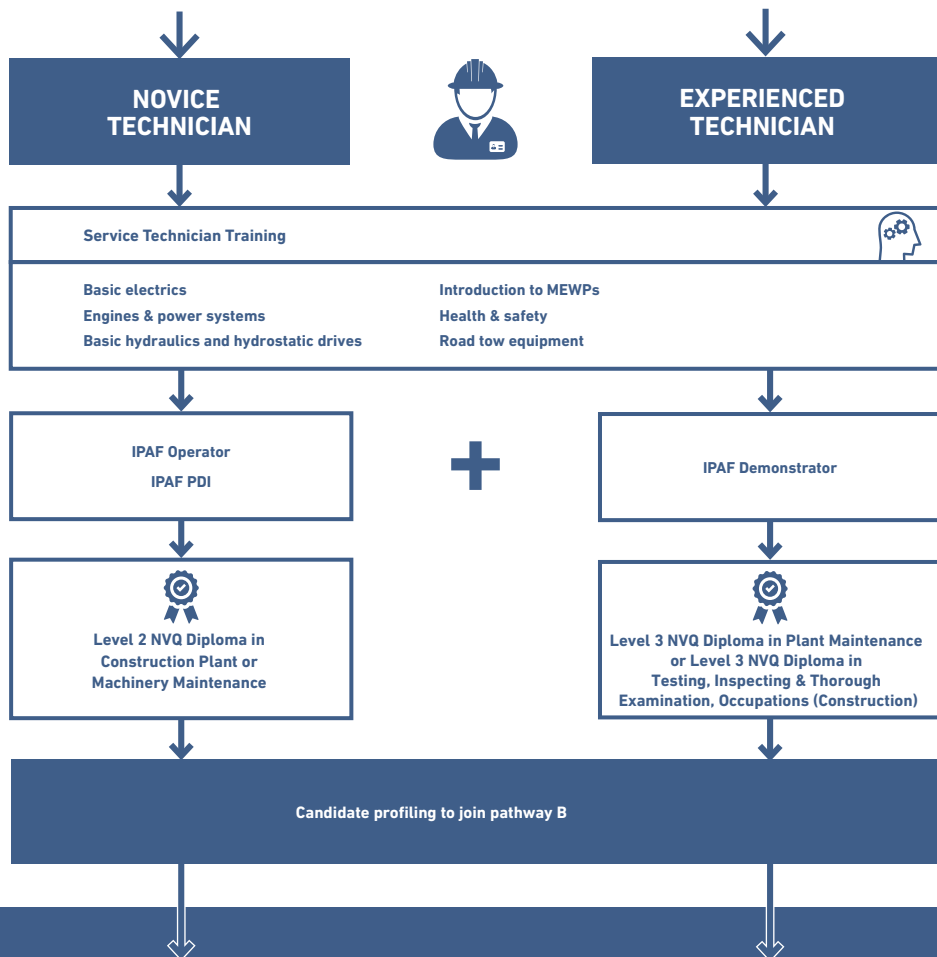 NOVICE
TECHNICIAN
EXPERIENCED
TECHNICIAN
Service Technician Training
Basic electrics
Engines & power systems
Basic hydraulics and hydrostatic drives
Introduction to MEWPs
Health & safety
Road tow equipment
IPAF Operator
IPAF PDI
IPAF Demonstrator
Level 2 NVQ Diploma in
Construction Plant or
Machinery Maintenance
Level 3 NVQ Diploma in Plant Maintenance
or Level 3 NVQ Diploma in
Testing, Inspecting & Thorough
Examination, Occupations (Construction)
Candidate profiling to join pathway B